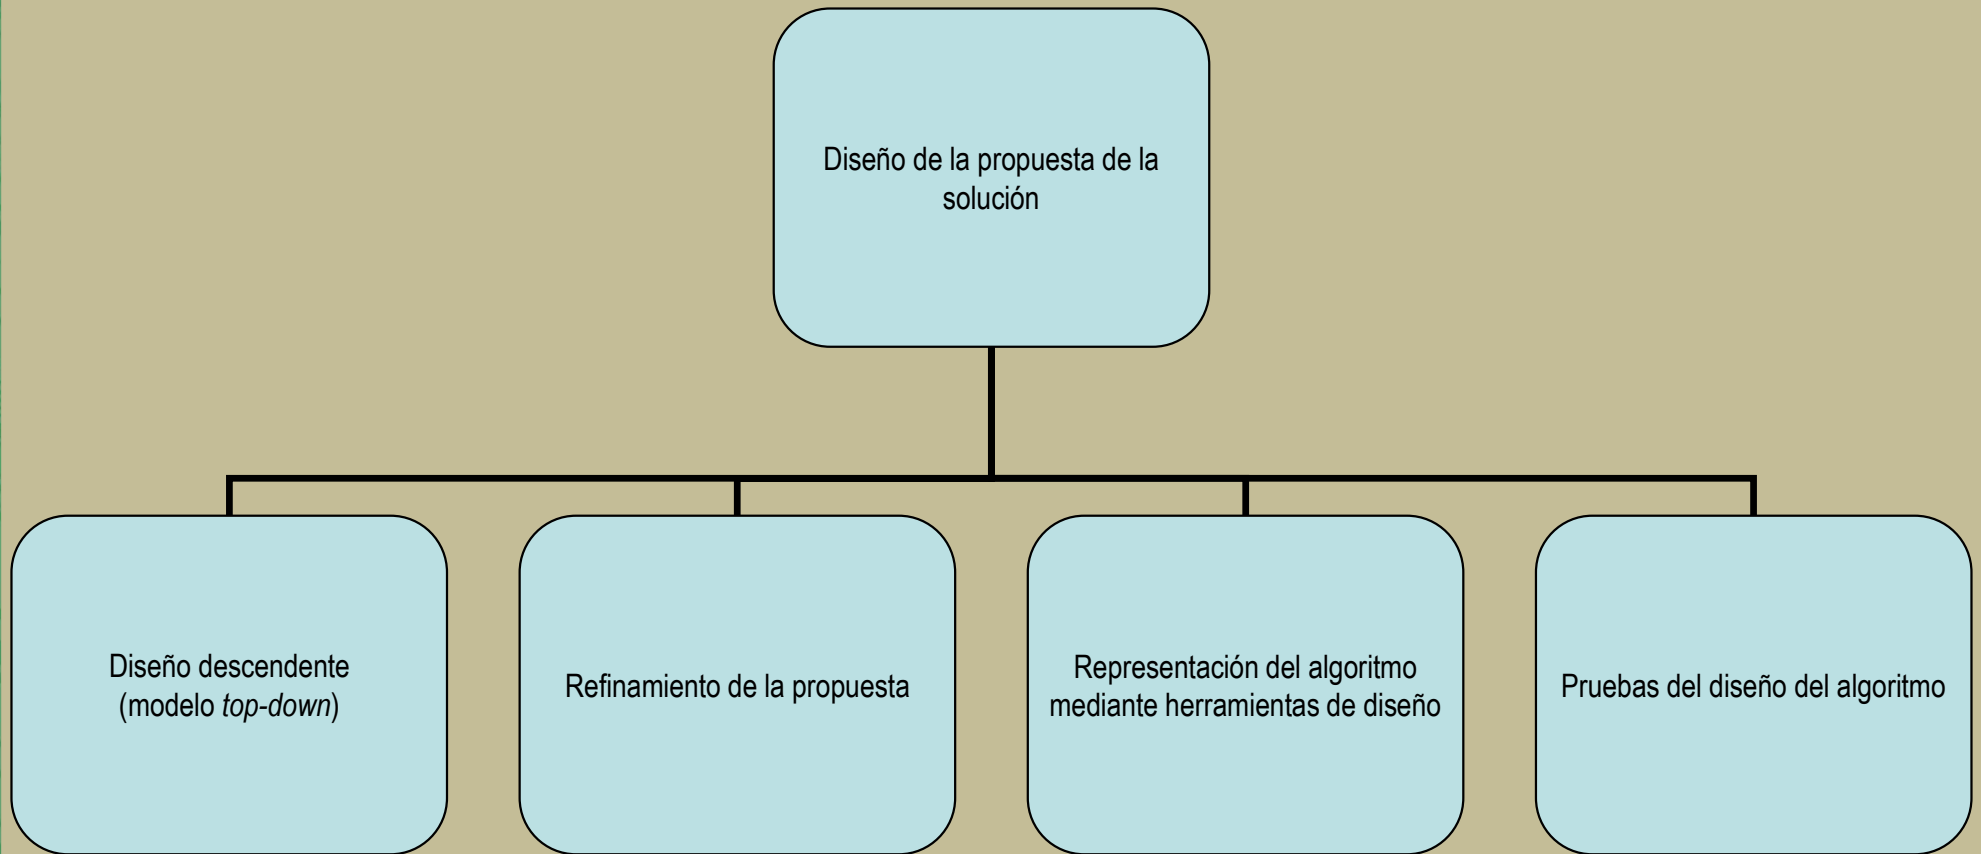 Diseño de la propuesta de la
solución
Diseño descendente
(modelo top-down)
Refinamiento de la propuesta
Representación del algoritmo
mediante herramientas de diseño
Pruebas del diseño del algoritmo